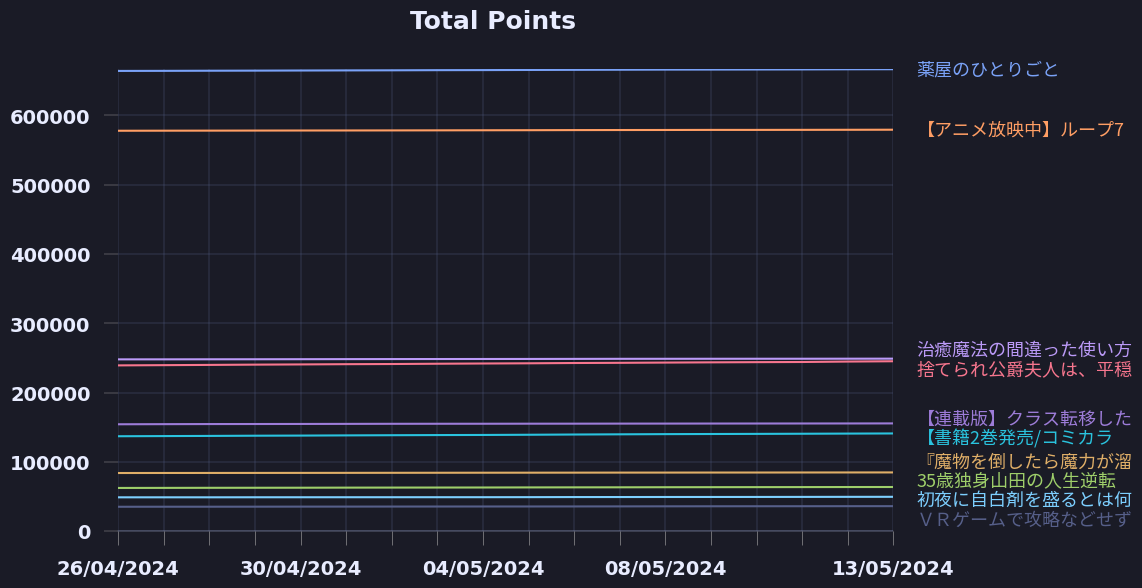 Total Points
薬屋のひとりごと
600000
【アニメ放映中】ループ7
500000
400000
300000
治癒魔法の間違った使い方
捨てられ公爵夫人は、平穏
200000
【連載版】クラス転移した
【書籍2巻発売/コミカラ
100000
『魔物を倒したら魔力が溜
35歳独身山田の人生逆転
初夜に自白剤を盛るとは何
ＶＲゲームで攻略などせず
0
26/04/2024 30/04/2024 04/05/2024 08/05/2024 13/05/2024